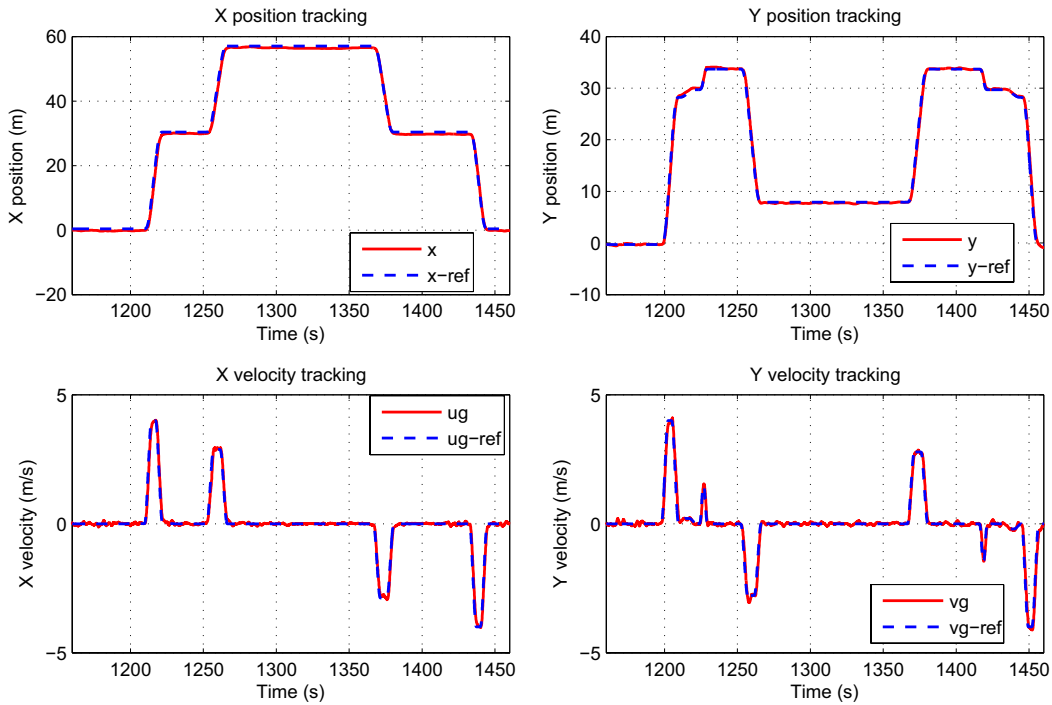 X position tracking
60
40
20
0
−20
X position (m)
1200 1250 1300 1350 1400 1450
Time (s)
x
x−ref
Y position tracking
40
30
20
10
0
−10
Y position (m)
1200 1250 1300 1350 1400 1450
Time (s)
y
y−ref
X velocity tracking
5
0
−5
X velocity (m/s)
1200 1250 1300 1350 1400 1450
Time (s)
ug
ug−ref
Y velocity tracking
5
0
−5
Y velocity (m/s)
1200 1250 1300 1350 1400 1450
Time (s)
vg
vg−ref